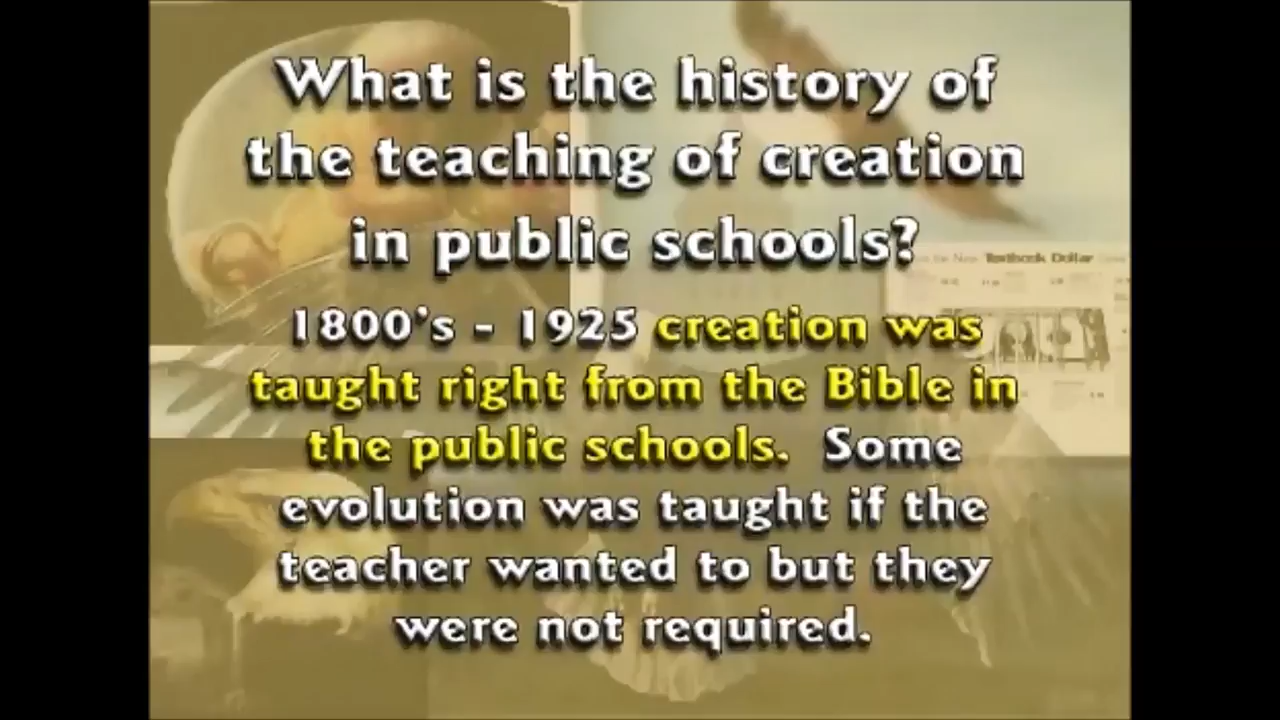 What is the history of
the teaching of creation
in public schools?
Textbook Dollar
1800's - 1925 creation was
taught right from the Bible in
the public schools. Some
evolution was taught if the
teacher wanted to but they
were not required.